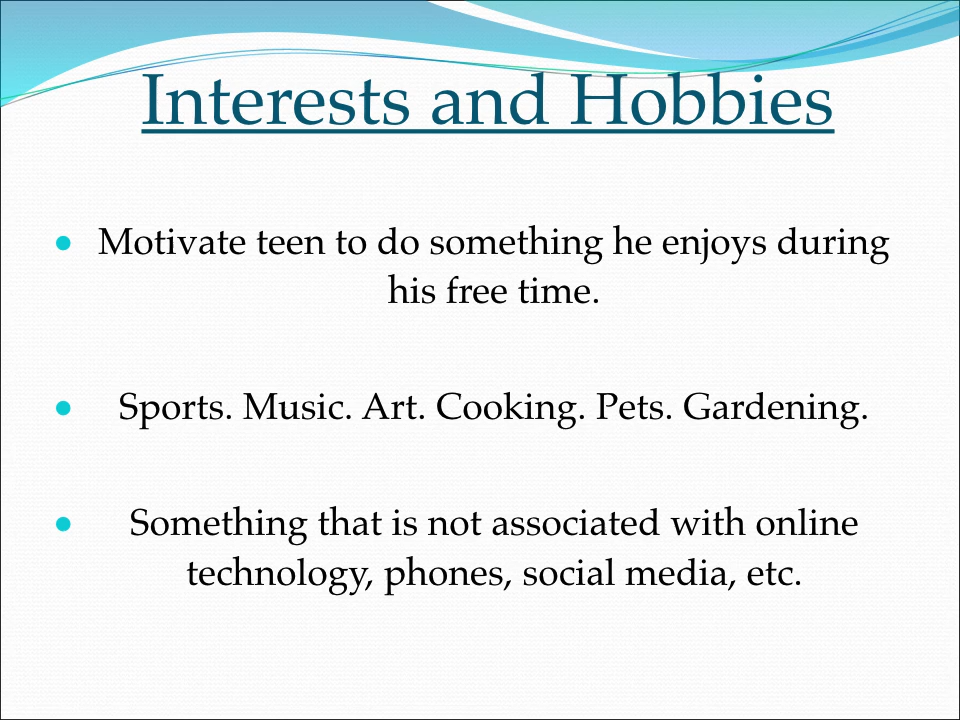 Interests and Hobbies
• Motivate teen to do something he enjoys during
his free time.
• Sports. Music. Art. Cooking. Pets. Gardening.
• Something that is not associated with online
technology, phones, social media, etc.